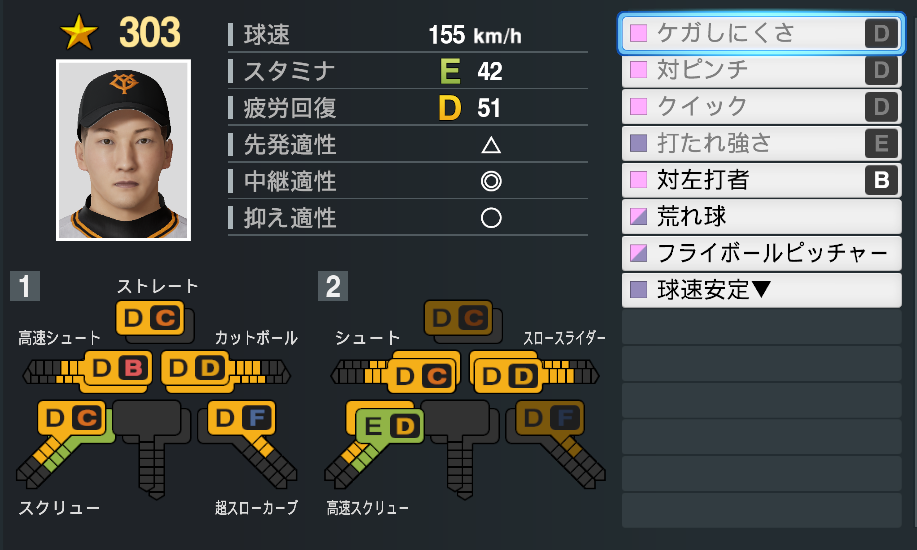 303
球速 155 km/h
スタミナ E 42
疲労回復 D 51
先発適性 △
中継適性 ◎
抑え適性 ○
ケガしにくさ D
対ピンチ D
クイック D
打たれ強さ E
対左打者 B
荒れ球
フライボールピッチャー
球速安定▼
1
ストレート
D C
高速シュート
カットボール
D B
D D
D C
D F
スクリュー
超スローカーブ
2
D C
シュート
スロースライダー
D C
D D
E D
D F
高速スクリュー